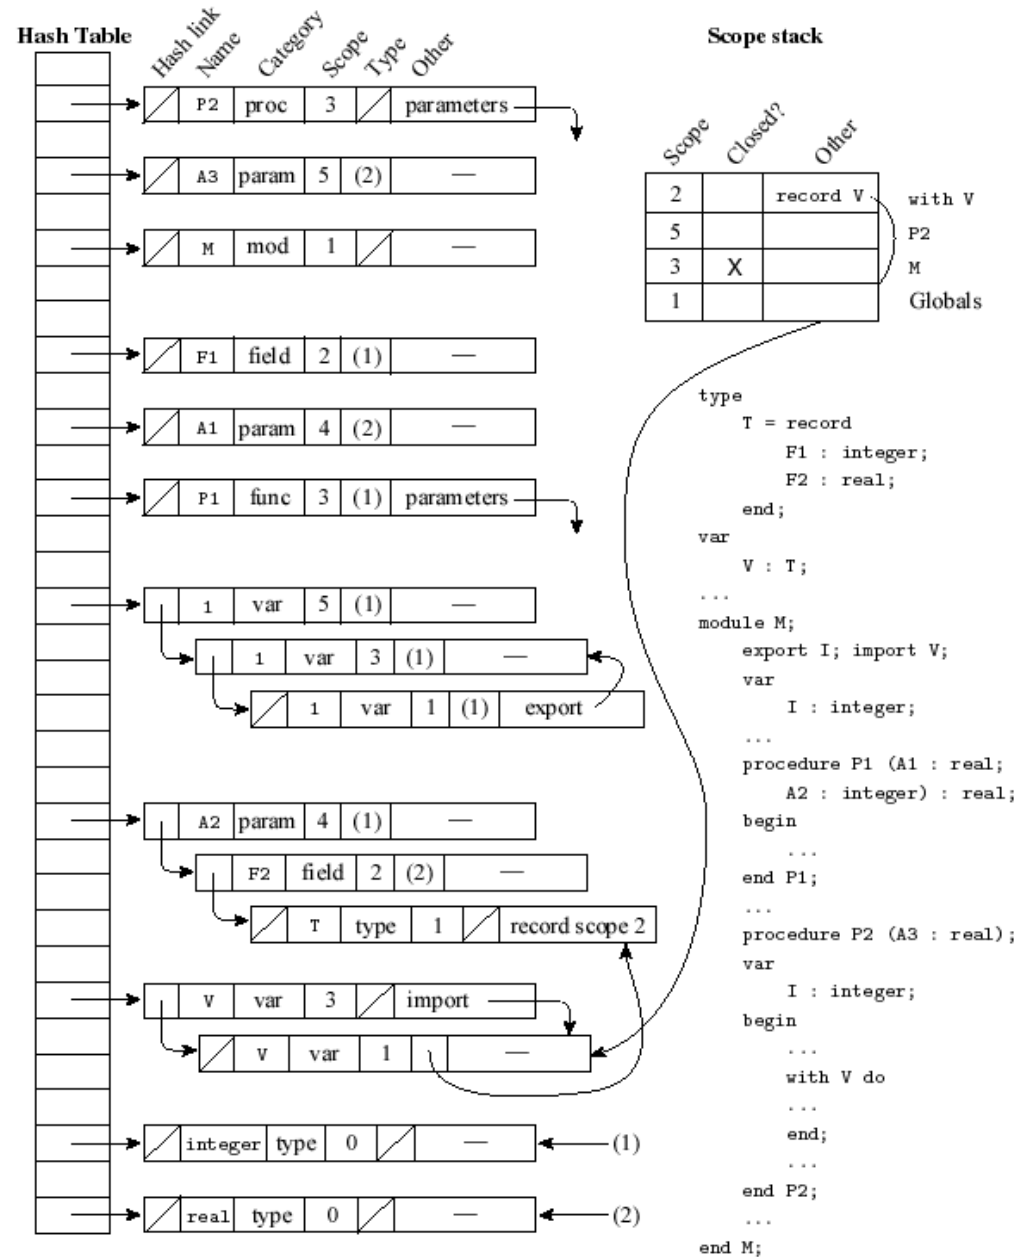 Hash Table
Hash link
Name
Category
Scope
Type
Other
P2 proc 3 parameters
A3 param 5 (2) —
M mod 1 —
F1 field 2 (1) —
A1 param 4 (2) —
P1 func 3 (1) parameters
1 var 5 (1) —
1 var 3 (1) —
1 var 1 (1) export
A2 param 4 (1) —
F2 field 2 (2) —
T type 1 record scope 2
V var 3 import
V var 1 —
integer type 0 — (1)
real type 0 — (2)
Scope stack
Scope
Closed?
Other
2 record V with V
5 P2
3 X M
1 Globals
type
T = record
F1 : integer;
F2 : real;
end;
var
V : T;
...
module M;
export I; import V;
var
I : integer;
...
procedure P1 (A1 : real;
A2 : integer) : real;
begin
...
end P1;
...
procedure P2 (A3 : real);
var
I : integer;
begin
...
with V do
...
end;
...
end P2;
...
end M;